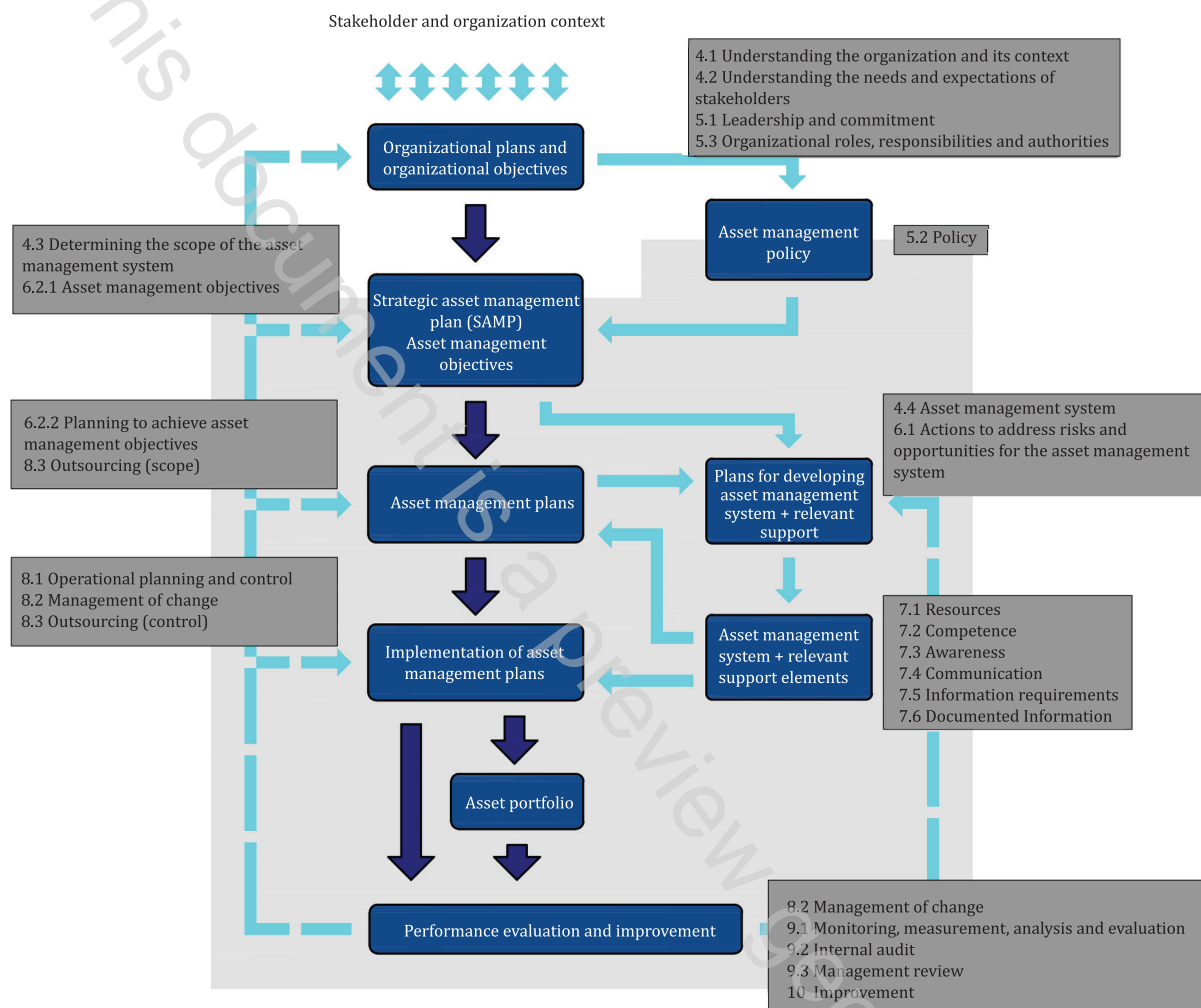 Stakeholder and organization context
4.1 Understanding the organization and its context
4.2 Understanding the needs and expectations of
stakeholders
5.1 Leadership and commitment
5.3 Organizational roles, responsibilities and authorities
Organizational plans and
organizational objectives
Asset management
policy
5.2 Policy
4.3 Determining the scope of the asset
management system
6.2.1 Asset management objectives
Strategic asset management
plan (SAMP)
Asset management
objectives
6.2.2 Planning to achieve asset
management objectives
8.3 Outsourcing (scope)
4.4 Asset management system
6.1 Actions to address risks and
opportunities for the asset management
system
Asset management plans
Plans for developing
asset management
system + relevant
support
8.1 Operational planning and control
8.2 Management of change
8.3 Outsourcing (control)
Implementation of asset
management plans
Asset management
system + relevant
support elements
7.1 Resources
7.2 Competence
7.3 Awareness
7.4 Communication
7.5 Information requirements
7.6 Documented Information
Asset portfolio
Performance evaluation and improvement
8.2 Management of change
9.1 Monitoring, measurement, analysis and evaluation
9.2 Internal audit
9.3 Management review
10 Improvement
his document is a preview ge